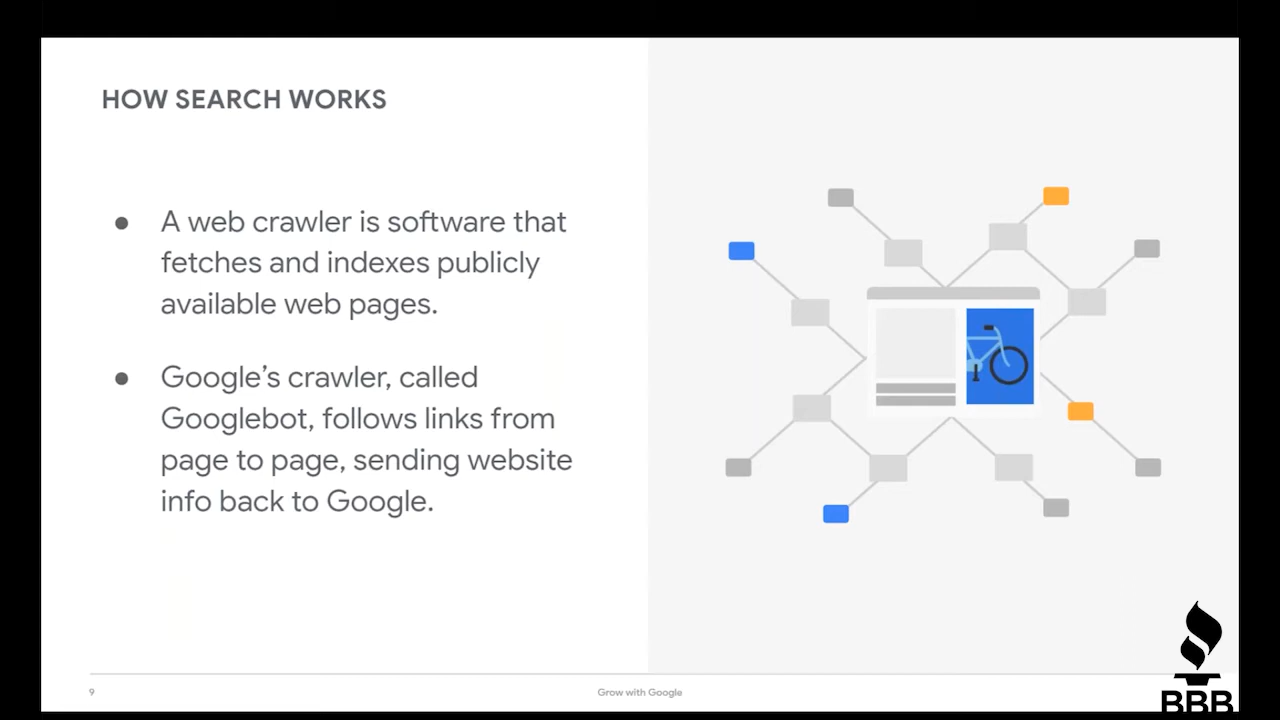 HOW SEARCH WORKS
● A web crawler is software that
fetches and indexes publicly
available web pages.
● Google’s crawler, called
Googlebot, follows links from
page to page, sending website
info back to Google.
9
Grow with Google
BBB